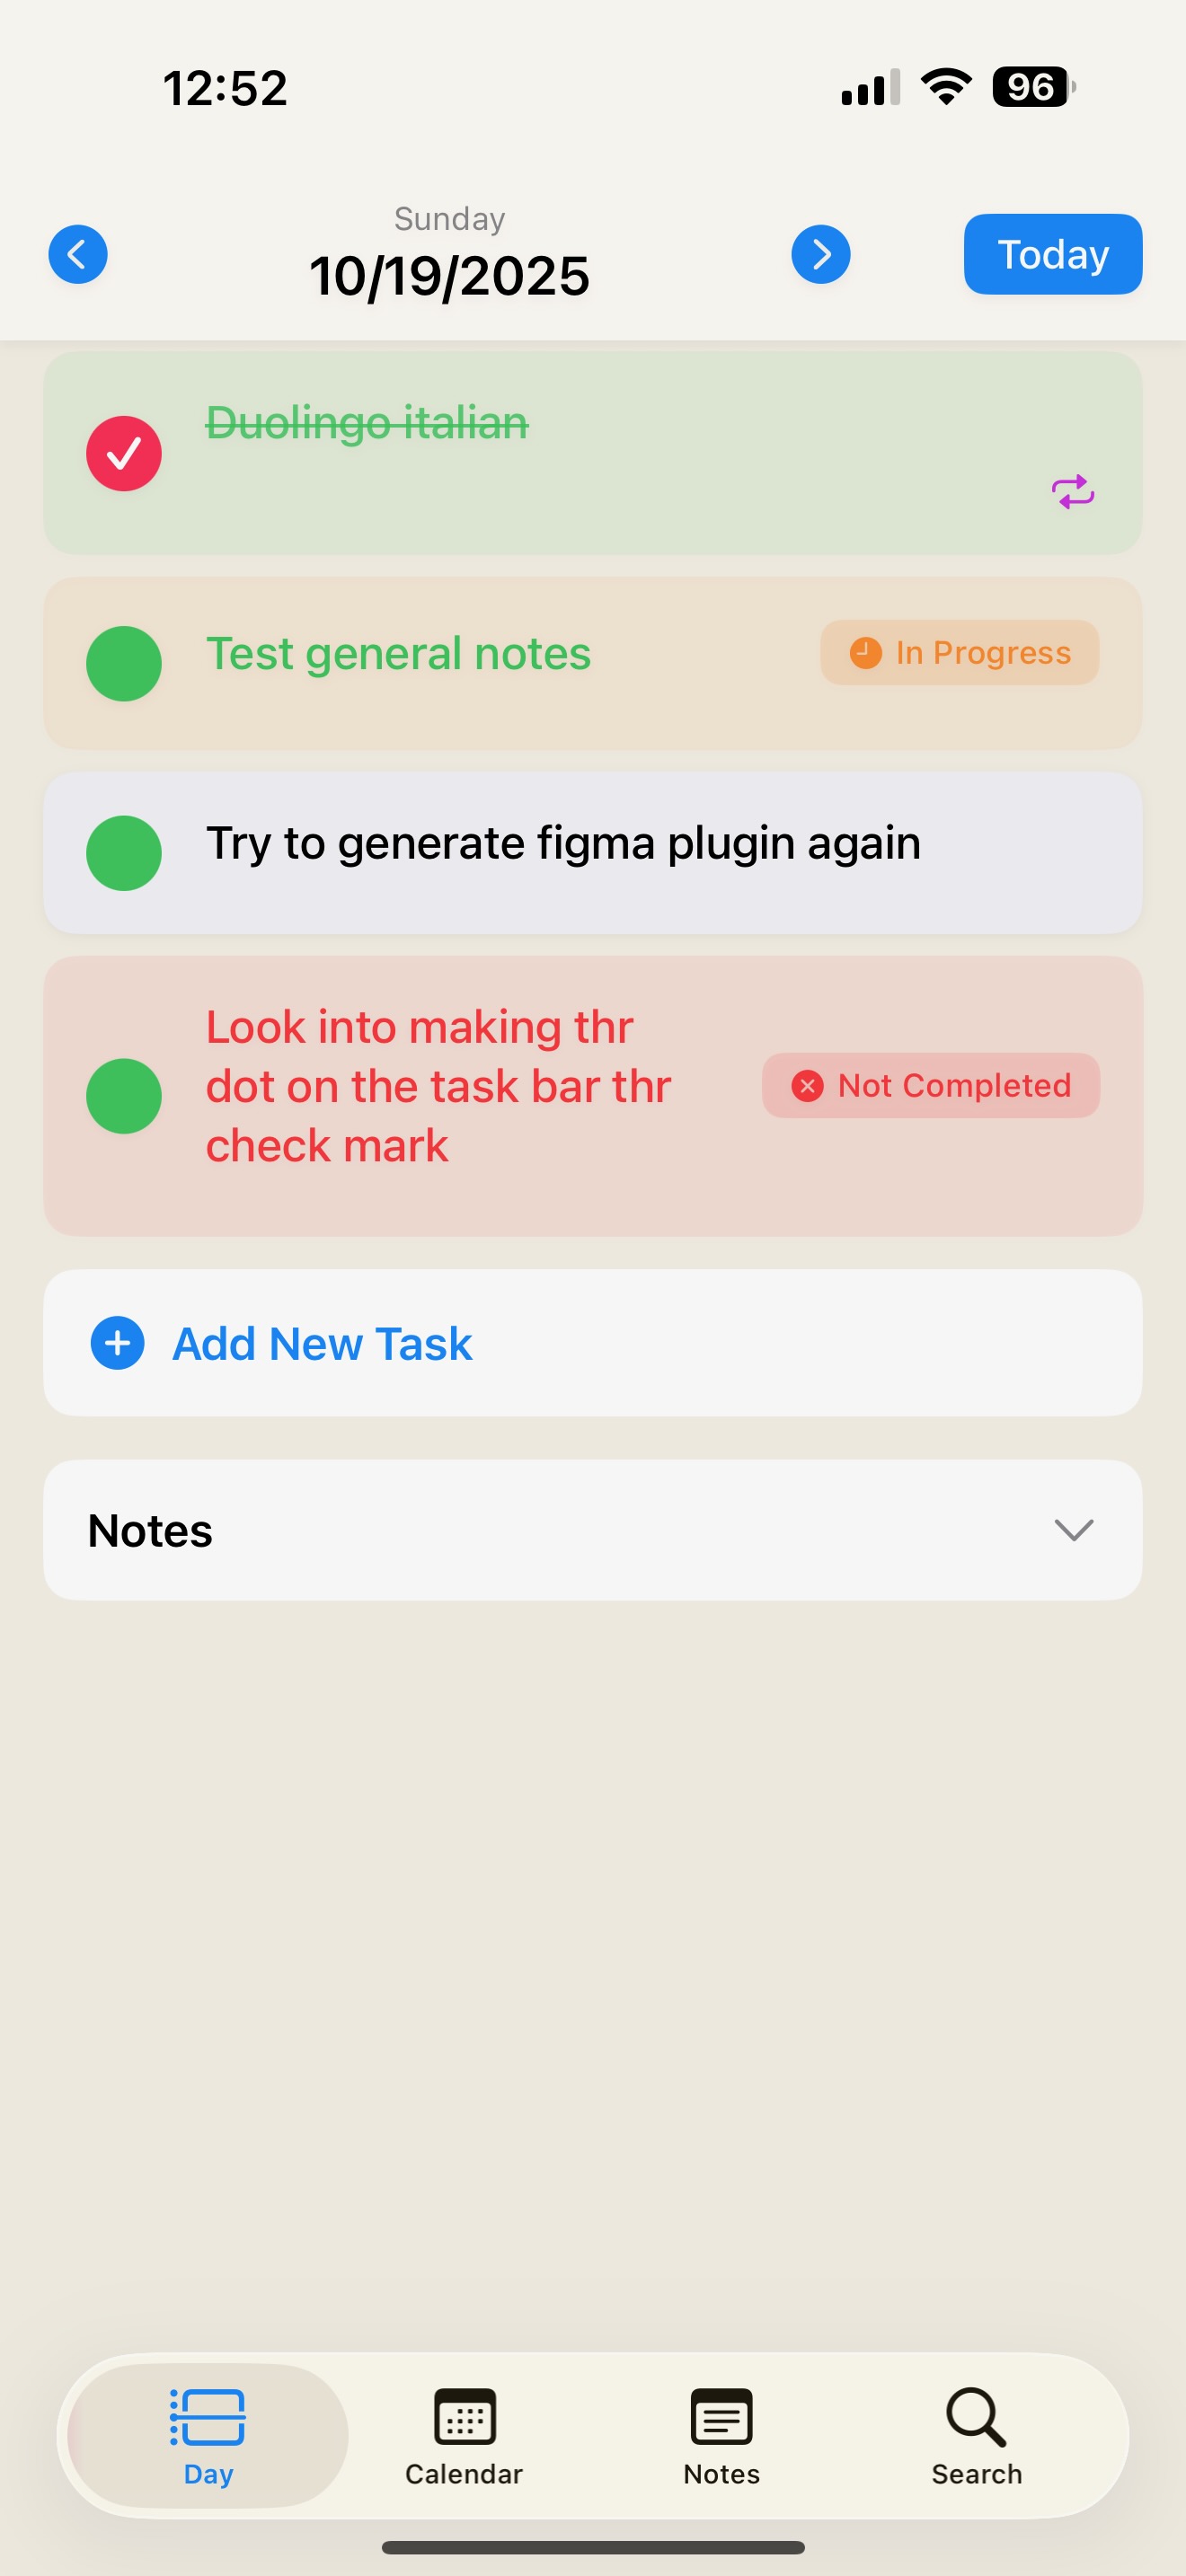 12:52
96
Sunday
10/19/2025
Today
Duolingo italian
Test general notes
In Progress
Try to generate figma plugin again
Look into making thr
dot on the task bar thr
check mark
Not Completed
Add New Task
Notes
Day
Calendar
Notes
Search